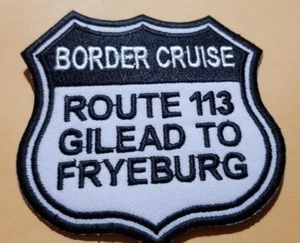 BORDER CRUISE
ROUTE 113
GILEAD TO
FRYEBURG